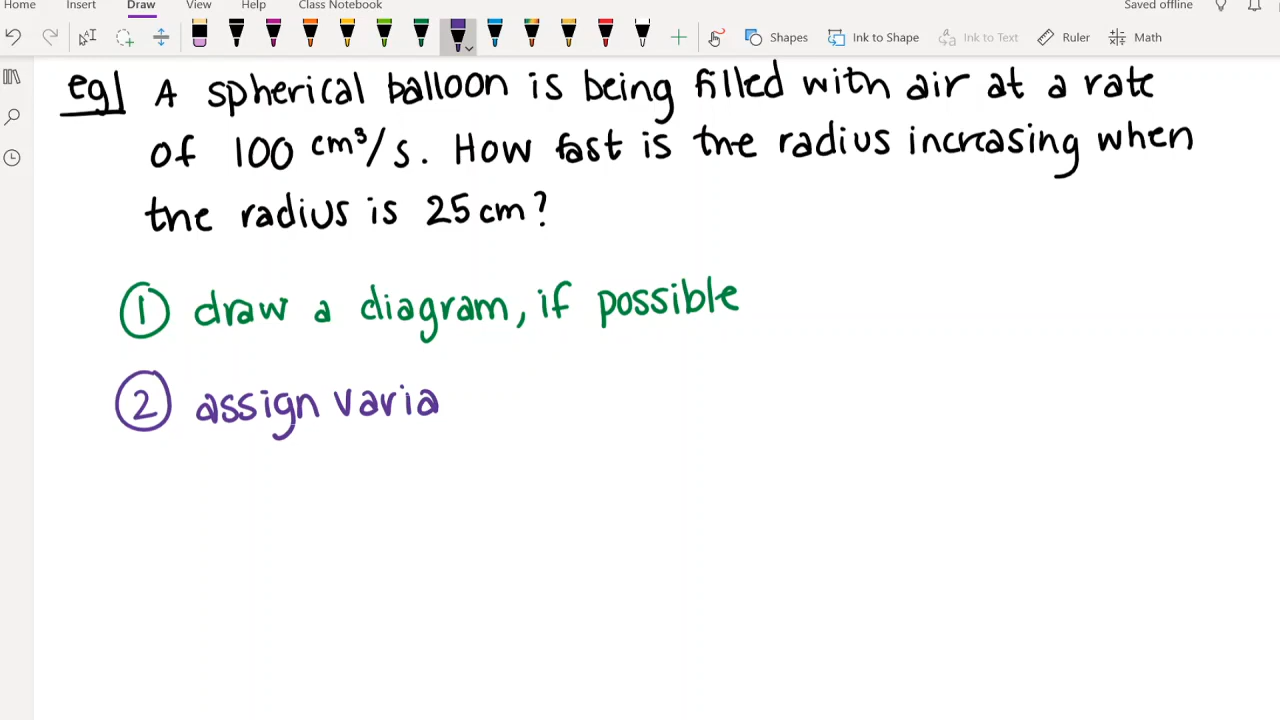 Home Insert Draw View Help Class Notebook Saved offline
Shapes Ink to Shape Ink to Text Ruler Math
eg1 A spherical balloon is being filled with air at a rate
of 100 cm³/s. How fast is the radius increasing when
the radius is 25 cm?
① draw a diagram, if possible
② assign varia